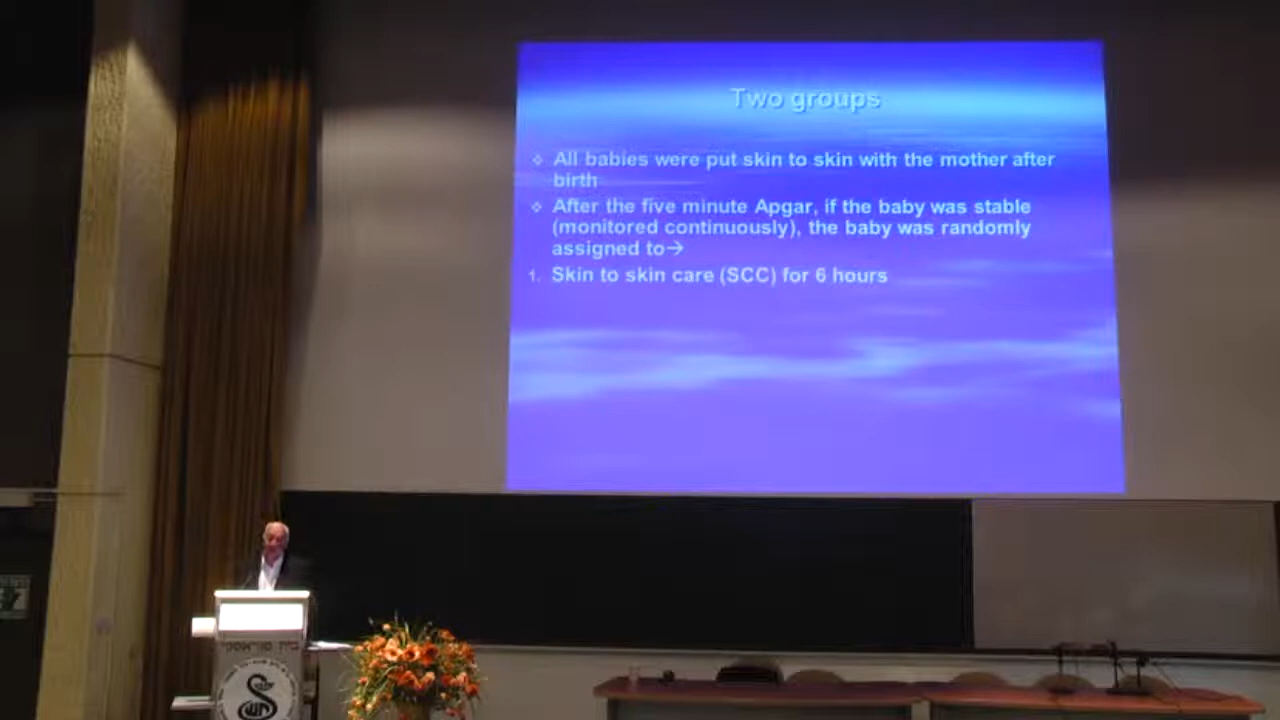 Two groups
❖ All babies were put skin to skin with the mother after
birth
❖ After the five minute Apgar, if the baby was stable
(monitored continuously), the baby was randomly
assigned to→
1. Skin to skin care (SCC) for 6 hours